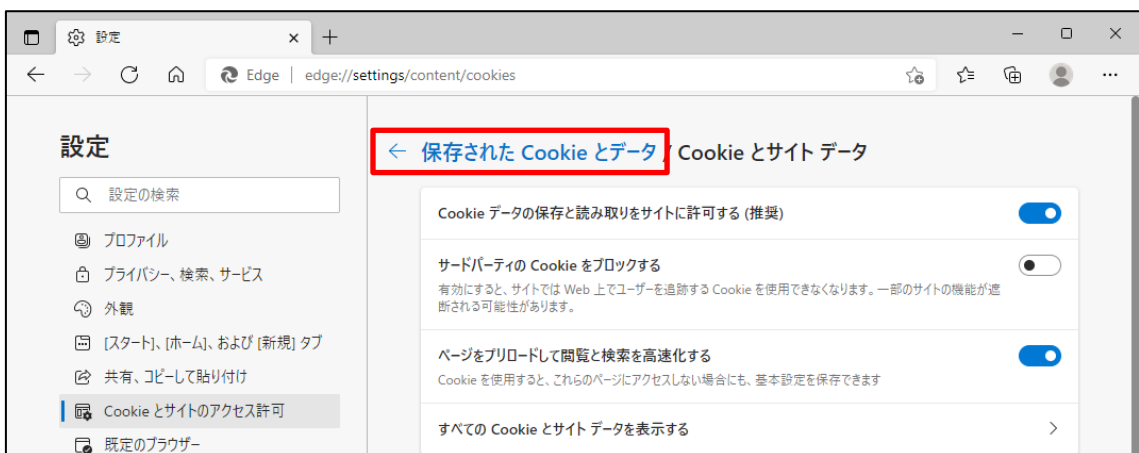 設定
Edge | edge://settings/content/cookies
設定
設定の検索
プロファイル
プライバシー、検索、サービス
外観
[スタート]、[ホーム]、および [新規] タブ
共有、コピーして貼り付け
Cookie とサイトのアクセス許可
既定のブラウザー
保存された Cookie とデータ / Cookie とサイト データ
Cookie データの保存と読み取りをサイトに許可する (推奨)
サードパーティの Cookie をブロックする
有効にすると、サイトでは Web 上でユーザーを追跡する Cookie を使用できなくなります。一部のサイトの機能が遮
断される可能性があります。
ページをプリロードして閲覧と検索を高速化する
Cookie を使用すると、これらのページにアクセスしない場合にも、基本設定を保存できます
すべての Cookie とサイト データを表示する